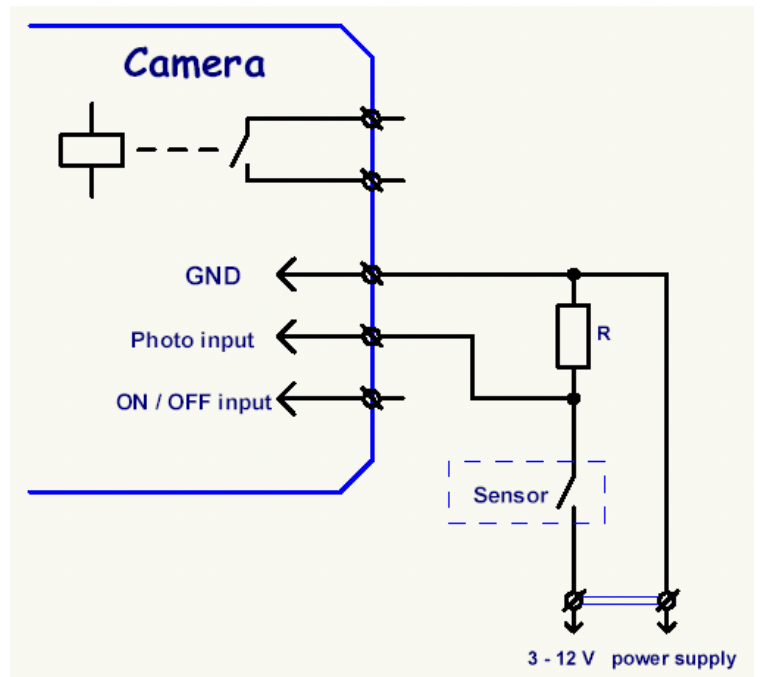 Camera
GND
R
Photo input
ON / OFF input
Sensor
3 - 12 V power supply